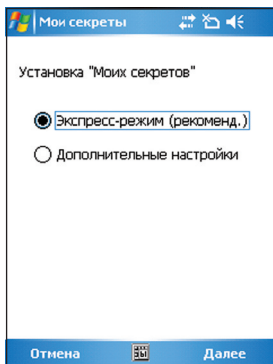 Мои секреты
Установка "Моих секретов"
Экспресс-режим (рекоменд.)
Дополнительные настройки
Отмена
Далее